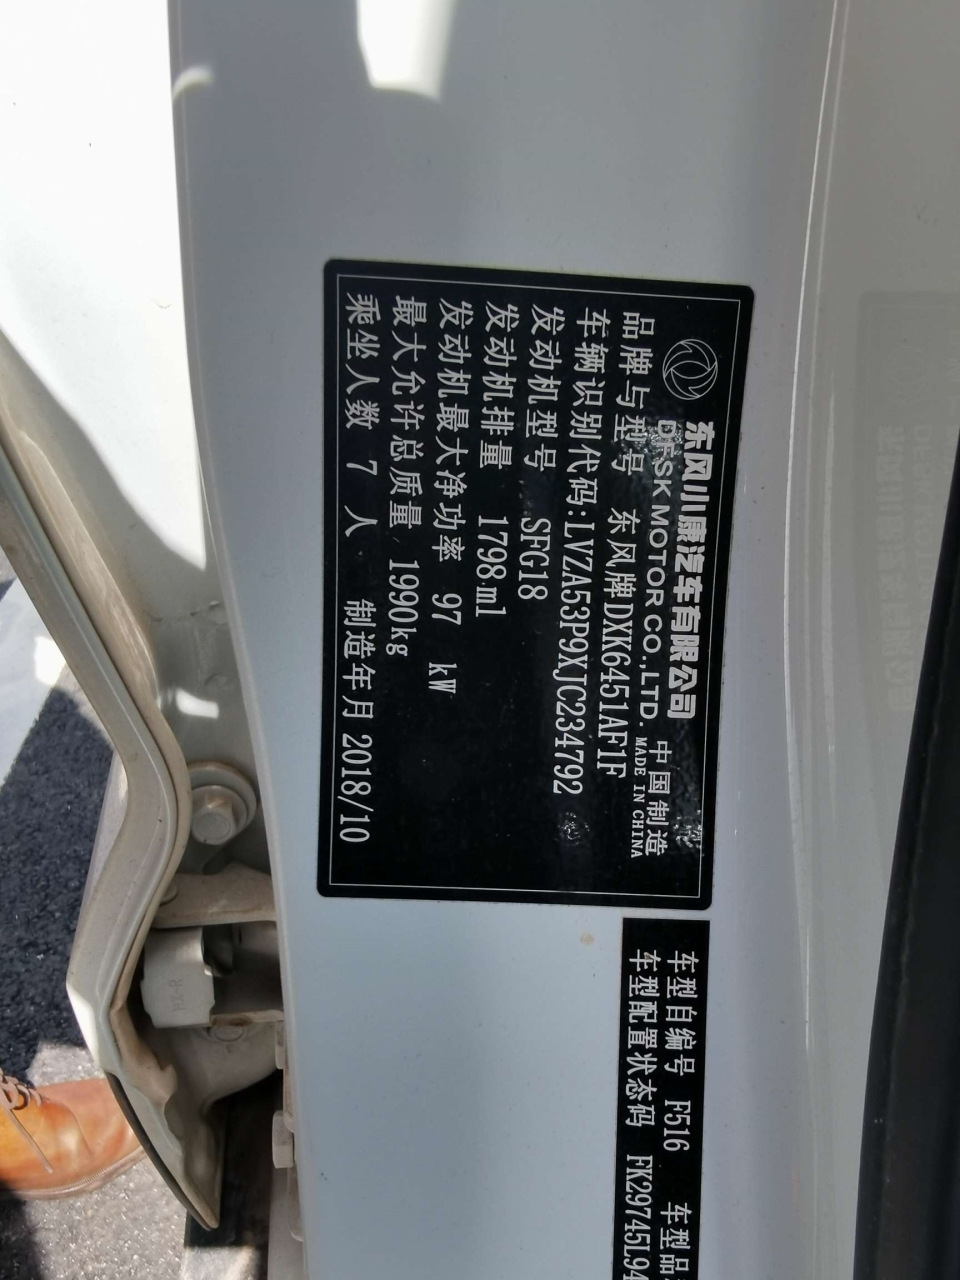 东风小康汽车有限公司
DFSK MOTOR CO.,LTD.
中国制造
MADE IN CHINA
品牌与型号 东风牌DXK6451AF1F
车辆识别代码:LVZA53P9XJC234792
发动机型号 SFG18
发动机排量 1798 ml
发动机最大净功率 97 kW
最大允许总质量 1990kg
乘坐人数 7 人 制造年月 2018/10
车型自编号 F516 车型品
车型配置状态码 FK29745L94